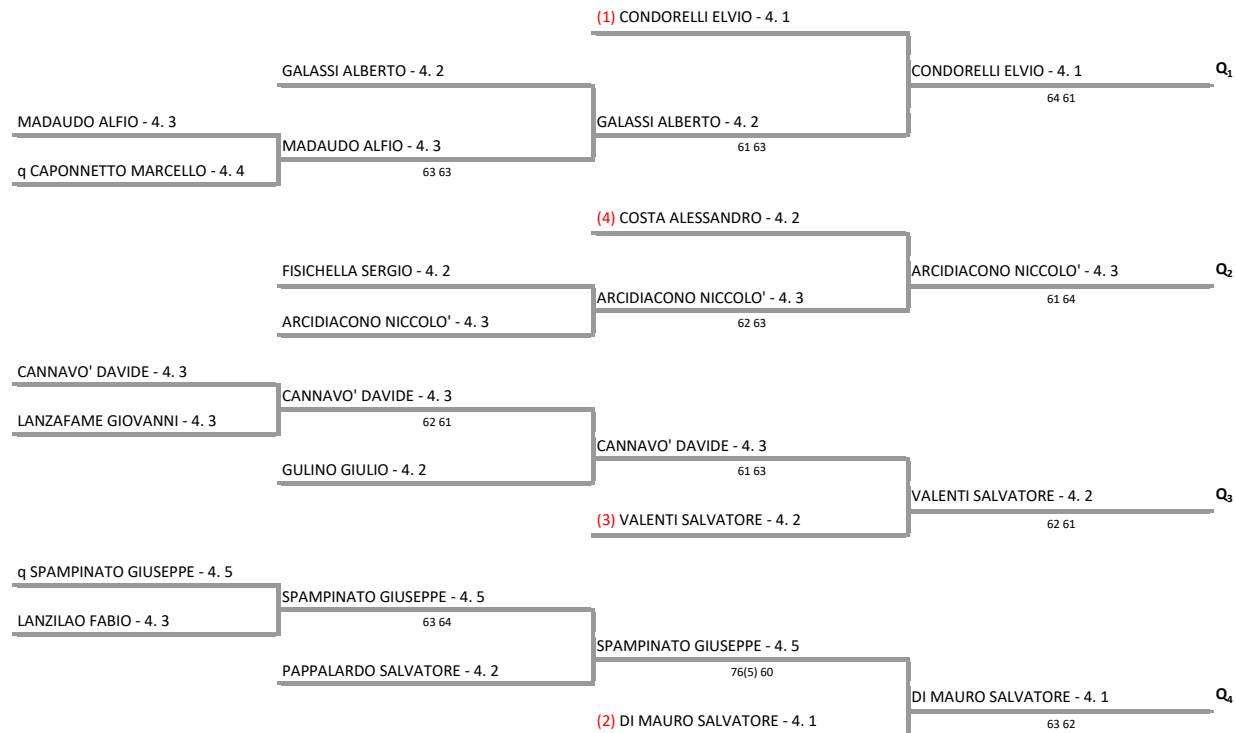 (1) CONDORELLI ELVIO - 4. 1
GALASSI ALBERTO - 4. 2
CONDORELLI ELVIO - 4. 1
Q₁
64 61
MADAUDO ALFIO - 4. 3
GALASSI ALBERTO - 4. 2
MADAUDO ALFIO - 4. 3
61 63
q CAPONNETTO MARCELLO - 4. 4
63 63
(4) COSTA ALESSANDRO - 4. 2
FISICHELLA SERGIO - 4. 2
ARCIDIACONO NICCOLO' - 4. 3
Q₂
ARCIDIACONO NICCOLO' - 4. 3
61 64
ARCIDIACONO NICCOLO' - 4. 3
62 63
CANNAVO' DAVIDE - 4. 3
CANNAVO' DAVIDE - 4. 3
LANZAFAME GIOVANNI - 4. 3
62 61
CANNAVO' DAVIDE - 4. 3
GULINO GIULIO - 4. 2
61 63
VALENTI SALVATORE - 4. 2
Q₃
(3) VALENTI SALVATORE - 4. 2
62 61
q SPAMPINATO GIUSEPPE - 4. 5
SPAMPINATO GIUSEPPE - 4. 5
LANZILAO FABIO - 4. 3
63 64
SPAMPINATO GIUSEPPE - 4. 5
PAPPALARDO SALVATORE - 4. 2
76(5) 60
DI MAURO SALVATORE - 4. 1
Q₄
(2) DI MAURO SALVATORE - 4. 1
63 62